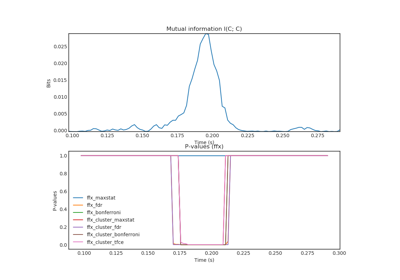 Mutual information I(C; C)
0.025
0.020
0.015
0.010
0.005
0.000
Bits
0.100 0.125 0.150 0.175 0.200 0.225 0.250 0.275
Time (s)
P-values (ffx)
1.0
0.8
0.6
0.4
0.2
0.0
P-values
ffx_maxstat
ffx_fdr
ffx_bonferroni
ffx_cluster_maxstat
ffx_cluster_fdr
ffx_cluster_bonferroni
ffx_cluster_tfce
0.100 0.125 0.150 0.175 0.200 0.225 0.250 0.275 0.300
Time (s)